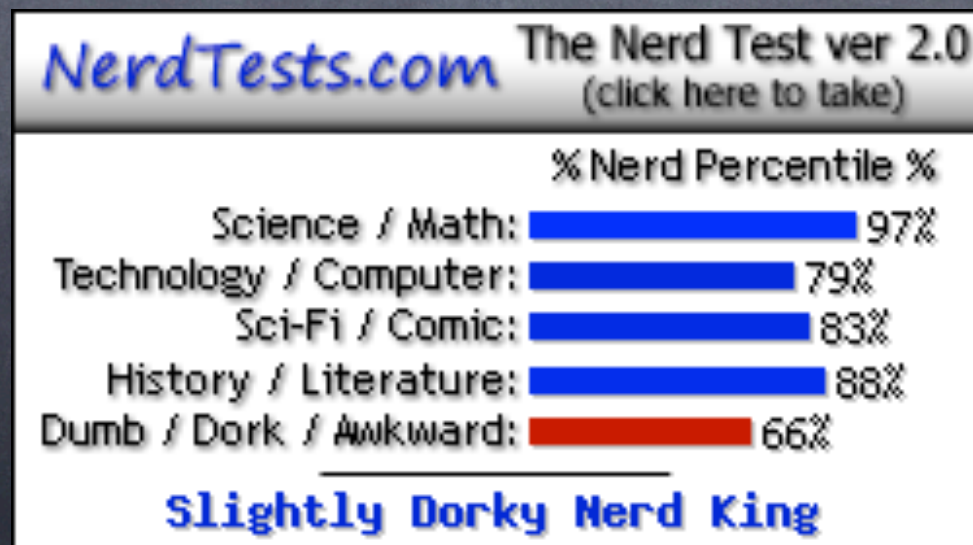 NerdTests.com The Nerd Test ver 2.0
(click here to take)
% Nerd Percentile %
Science / Math: 97%
Technology / Computer: 79%
Sci-Fi / Comic: 83%
History / Literature: 88%
Dumb / Dork / Awkward: 66%
Slightly Dorky Nerd King